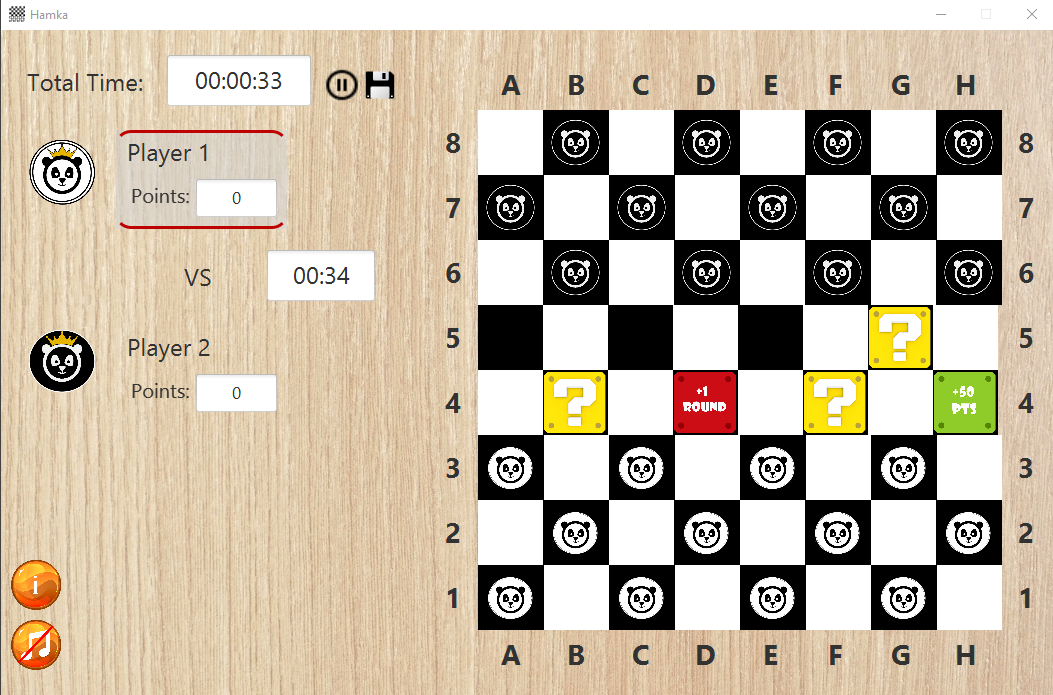 Hamka
Total Time: 00:00:33
Player 1
Points: 0
VS 00:34
Player 2
Points: 0
i
A B C D E F G H
8 8
7 7
6 6
5 ? 5
4 ? +1 ROUND ? +50 PTS 4
3 3
2 2
1 1
A B C D E F G H